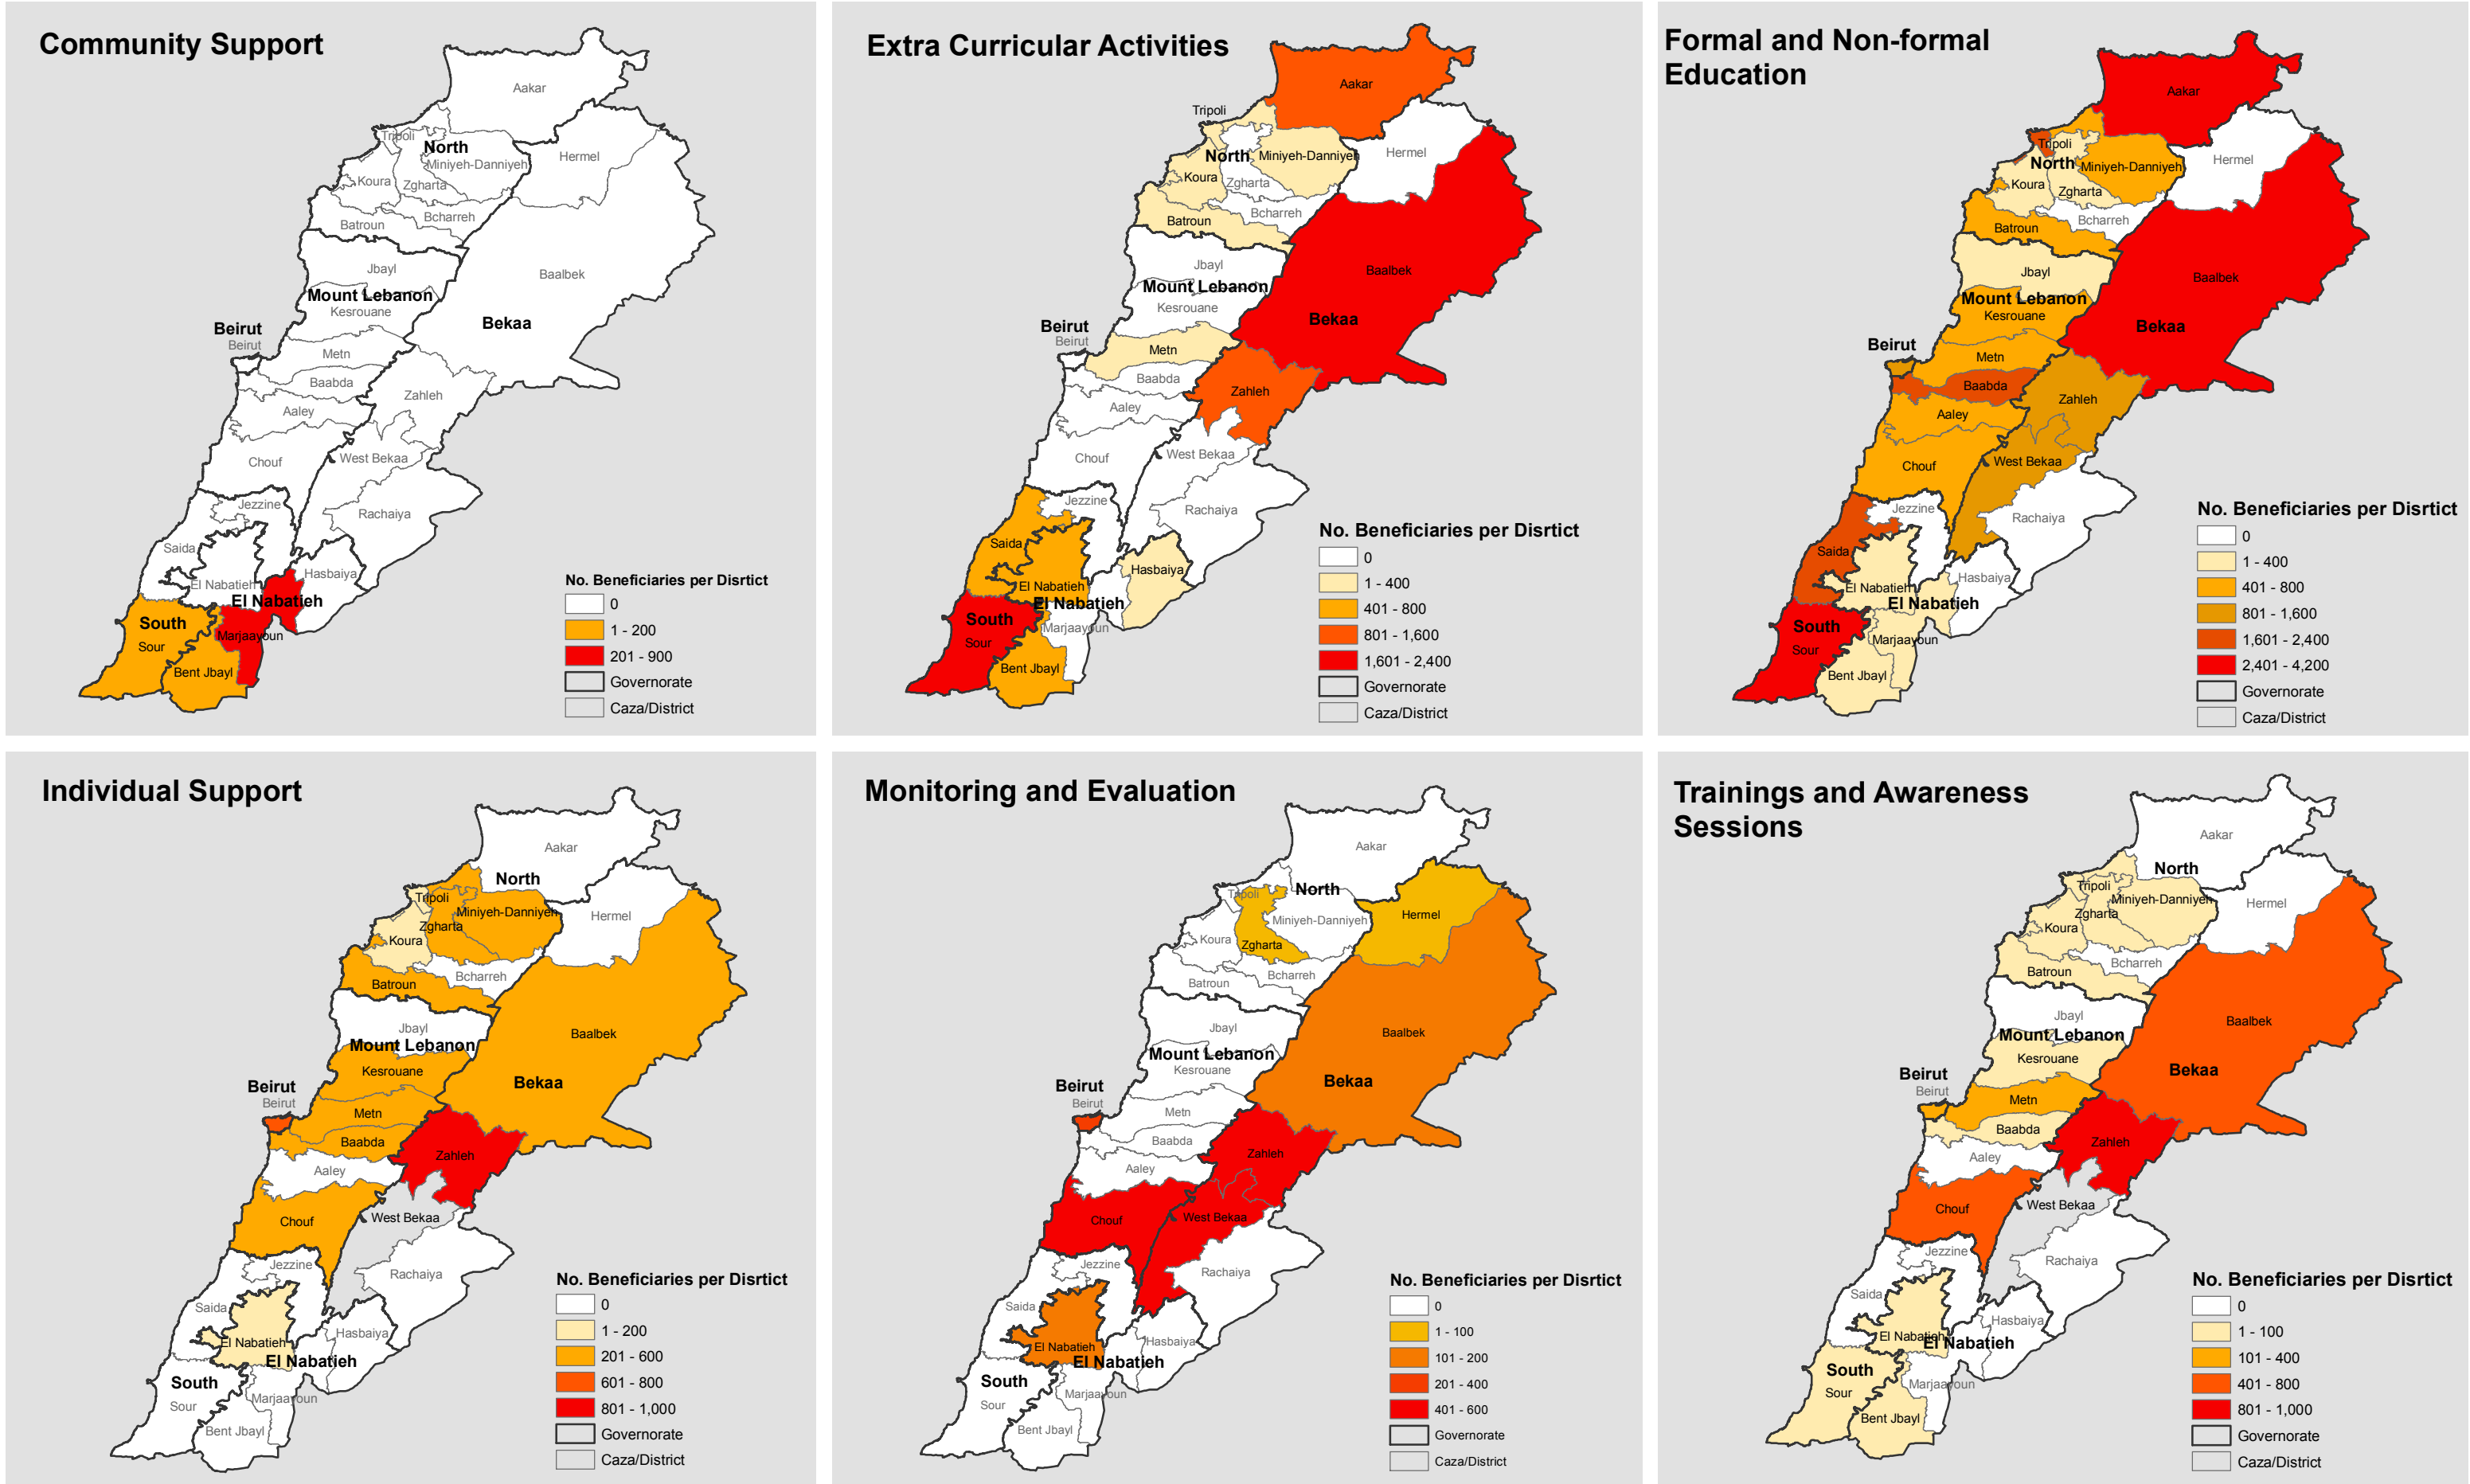 Community Support
Aakar
Tripoli
North
Miniyeh-Danniyeh
Hermel
Koura
Zgharta
Bcharreh
Batroun
Jbayl
Baalbek
Mount Lebanon
Kesrouane
Bekaa
Beirut
Beirut
Metn
Baabda
Zahleh
Aaley
Chouf
West Bekaa
Jezzine
Rachaiya
Saida
Hasbaiya
El Nabatieh
El Nabatieh
South
Marjaayoun
Sour
Bent Jbayl
No. Beneficiaries per Disrtict
0
1 - 200
201 - 900
Governorate
Caza/District
Extra Curricular Activities
Aakar
Tripoli
North
Miniyeh-Danniyeh
Hermel
Koura
Zgharta
Bcharreh
Batroun
Jbayl
Baalbek
Mount Lebanon
Kesrouane
Bekaa
Beirut
Beirut
Metn
Baabda
Zahleh
Aaley
Chouf
West Bekaa
Jezzine
Rachaiya
Saida
Hasbaiya
El Nabatieh
El Nabatieh
South
Marjaayoun
Sour
Bent Jbayl
No. Beneficiaries per Disrtict
0
1 - 400
401 - 800
801 - 1,600
1,601 - 2,400
Governorate
Caza/District
Formal and Non-formal
Education
Aakar
Tripoli
North
Miniyeh-Danniyeh
Hermel
Koura
Zgharta
Bcharreh
Batroun
Jbayl
Baalbek
Mount Lebanon
Kesrouane
Bekaa
Beirut
Metn
Baabda
Zahleh
Aaley
Chouf
West Bekaa
Jezzine
Rachaiya
Saida
Hasbaiya
El Nabatieh
El Nabatieh
South
Marjaayoun
Sour
Bent Jbayl
No. Beneficiaries per Disrtict
0
1 - 400
401 - 800
801 - 1,600
1,601 - 2,400
2,401 - 4,200
Governorate
Caza/District
Individual Support
Aakar
North
Tripoli
Miniyeh-Danniyeh
Hermel
Zgharta
Koura
Bcharreh
Batroun
Jbayl
Baalbek
Mount Lebanon
Kesrouane
Bekaa
Beirut
Beirut
Metn
Baabda
Zahleh
Aaley
Chouf
West Bekaa
Jezzine
Rachaiya
Saida
Hasbaiya
El Nabatieh
El Nabatieh
South
Marjaayoun
Sour
Bent Jbayl
No. Beneficiaries per Disrtict
0
1 - 200
201 - 600
601 - 800
801 - 1,000
Governorate
Caza/District
Monitoring and Evaluation
Aakar
Tripoli
North
Miniyeh-Danniyeh
Hermel
Koura
Zgharta
Bcharreh
Batroun
Jbayl
Baalbek
Mount Lebanon
Kesrouane
Bekaa
Beirut
Beirut
Metn
Baabda
Zahleh
Aaley
Chouf
West Bekaa
Jezzine
Rachaiya
Saida
Hasbaiya
El Nabatieh
El Nabatieh
South
Marjaayoun
Sour
Bent Jbayl
No. Beneficiaries per Disrtict
0
1 - 100
101 - 200
201 - 400
401 - 600
Governorate
Caza/District
Trainings and Awareness
Sessions
Aakar
North
Tripoli
Miniyeh-Danniyeh
Hermel
Zgharta
Koura
Bcharreh
Batroun
Jbayl
Baalbek
Mount Lebanon
Kesrouane
Bekaa
Beirut
Beirut
Metn
Baabda
Zahleh
Aaley
Chouf
West Bekaa
Jezzine
Rachaiya
Saida
Hasbaiya
El Nabatieh
El Nabatieh
South
Marjaayoun
Sour
Bent Jbayl
No. Beneficiaries per Disrtict
0
1 - 100
101 - 400
401 - 800
801 - 1,000
Governorate
Caza/District